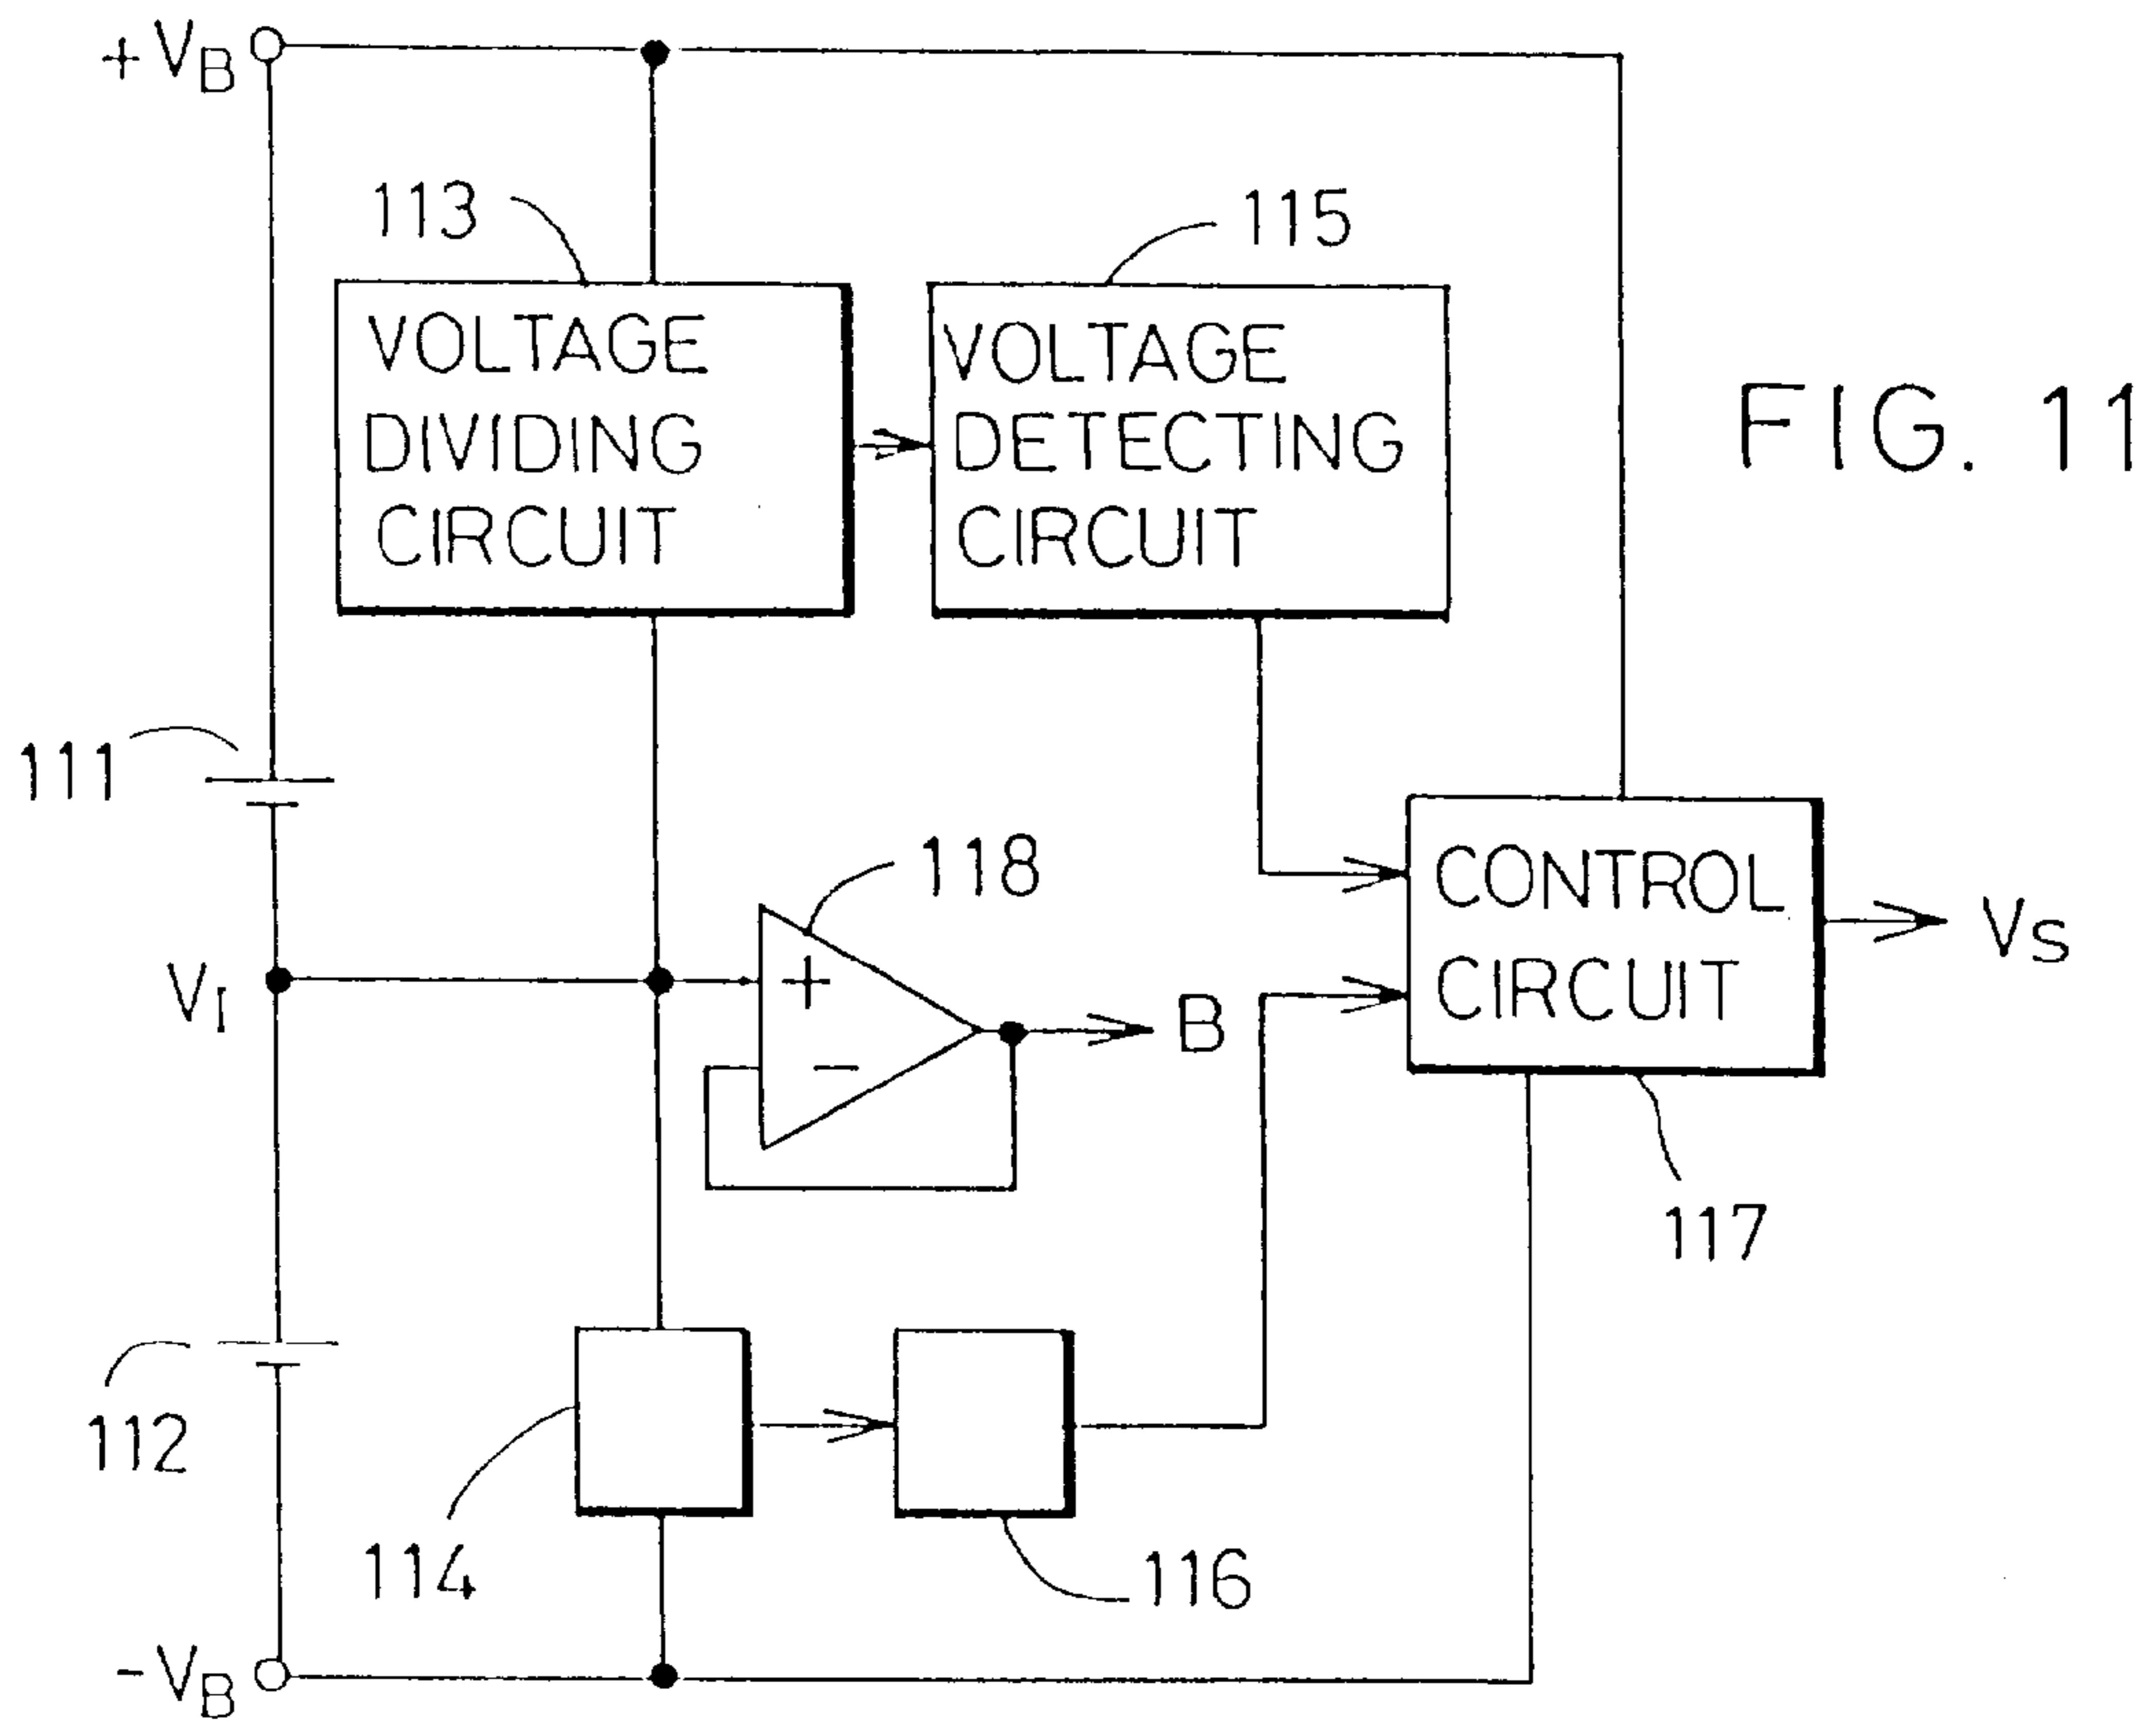 +VB
113
115
VOLTAGE
DIVIDING
CIRCUIT
VOLTAGE
DETECTING
CIRCUIT
FIG. 11
111
118
+
−
B
VI
CONTROL
CIRCUIT
VS
117
112
114
116
-VB